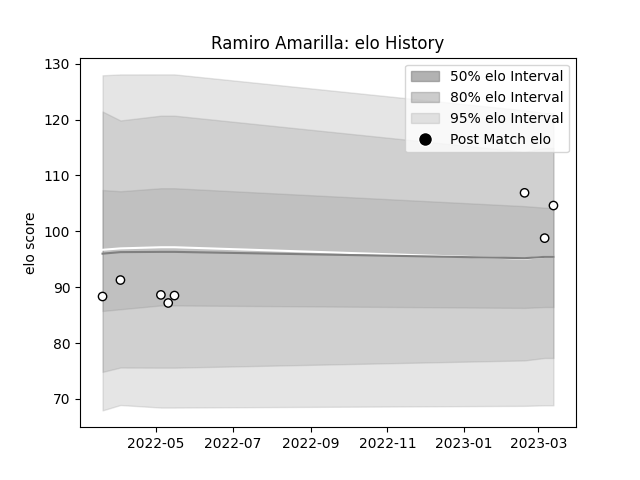 Ramiro Amarilla: elo History
130
120
110
100
90
80
70
elo score
50% elo Interval
80% elo Interval
95% elo Interval
Post Match elo
2022-05
2022-07
2022-09
2022-11
2023-01
2023-03